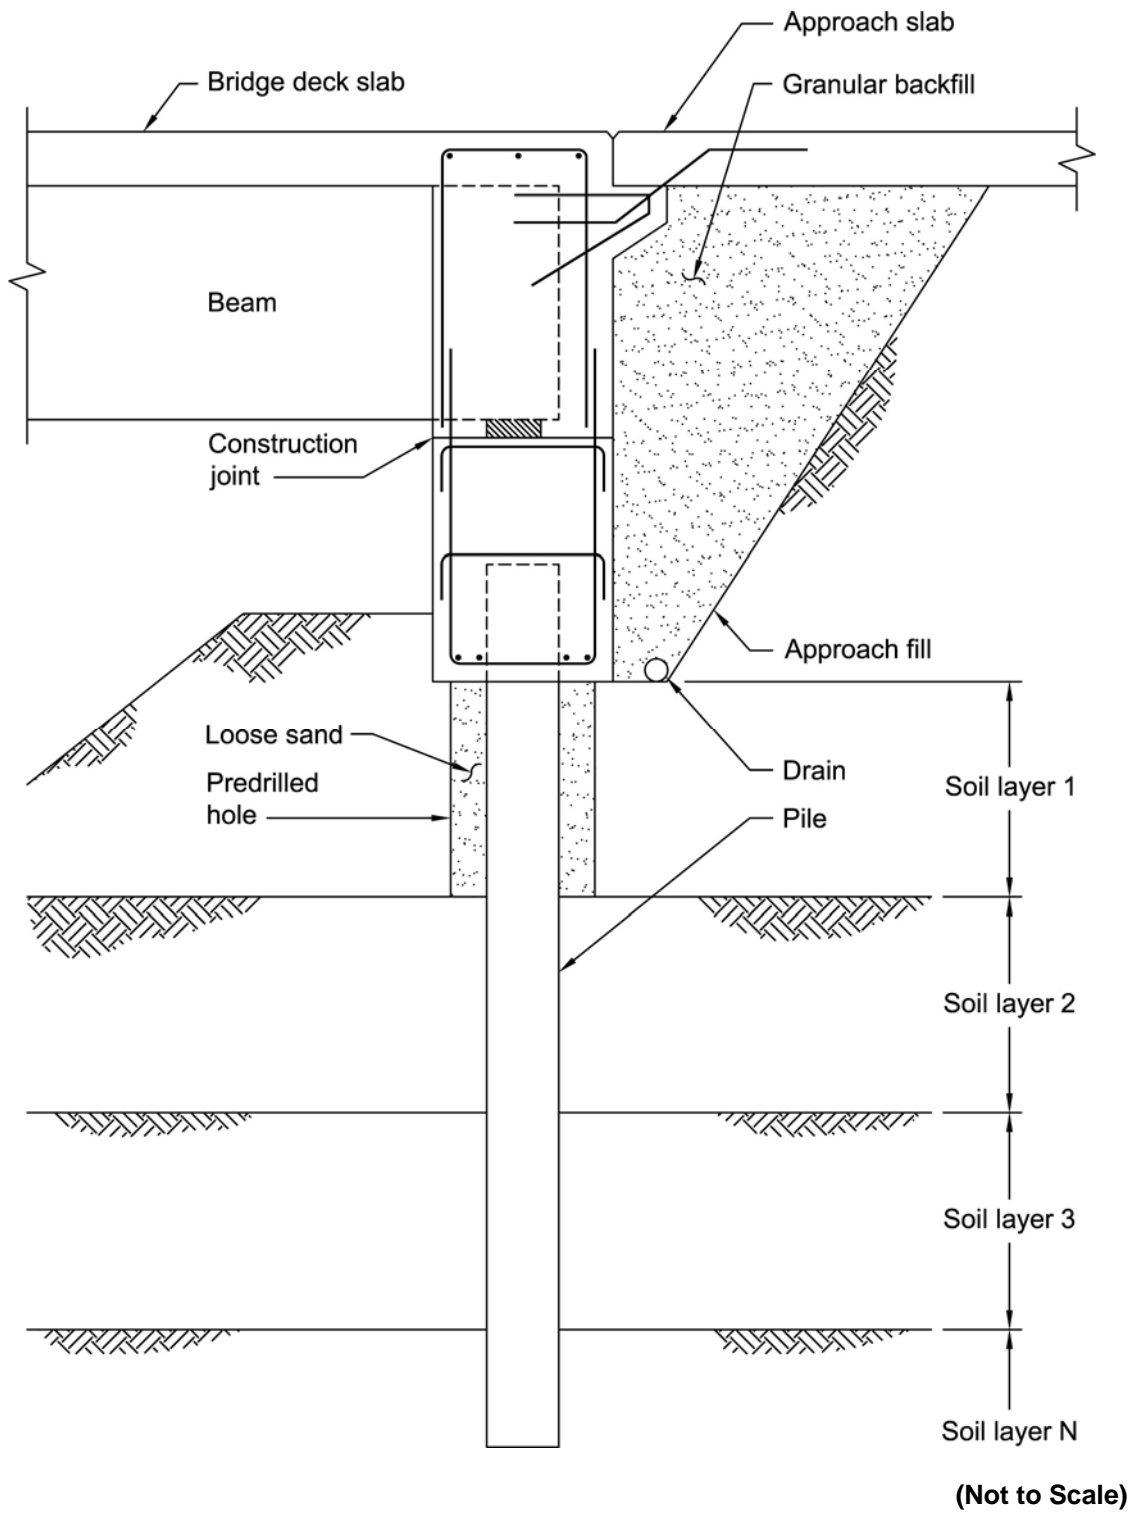 Approach slab
Bridge deck slab
Granular backfill
Beam
Construction
joint
Approach fill
Loose sand
Drain
Predrilled
hole
Soil layer 1
Pile
Soil layer 2
Soil layer 3
Soil layer N
(Not to Scale)